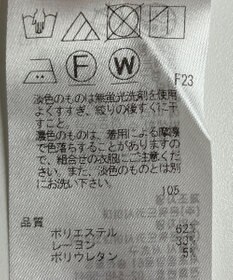 F W
F23
淡色のものは無蛍光洗剤を使用
よくすすぎ、絞り後すぐに干
すこと。
濃色のものは、着用による摩擦
で色落ちすることがあります
ので、組合せの衣服にご注意くだ
さい。また、淡色のものとは別
にお洗い下さい。
105
品質
ポリエステル 62%
レーヨン 33%
ポリウレタン 5%